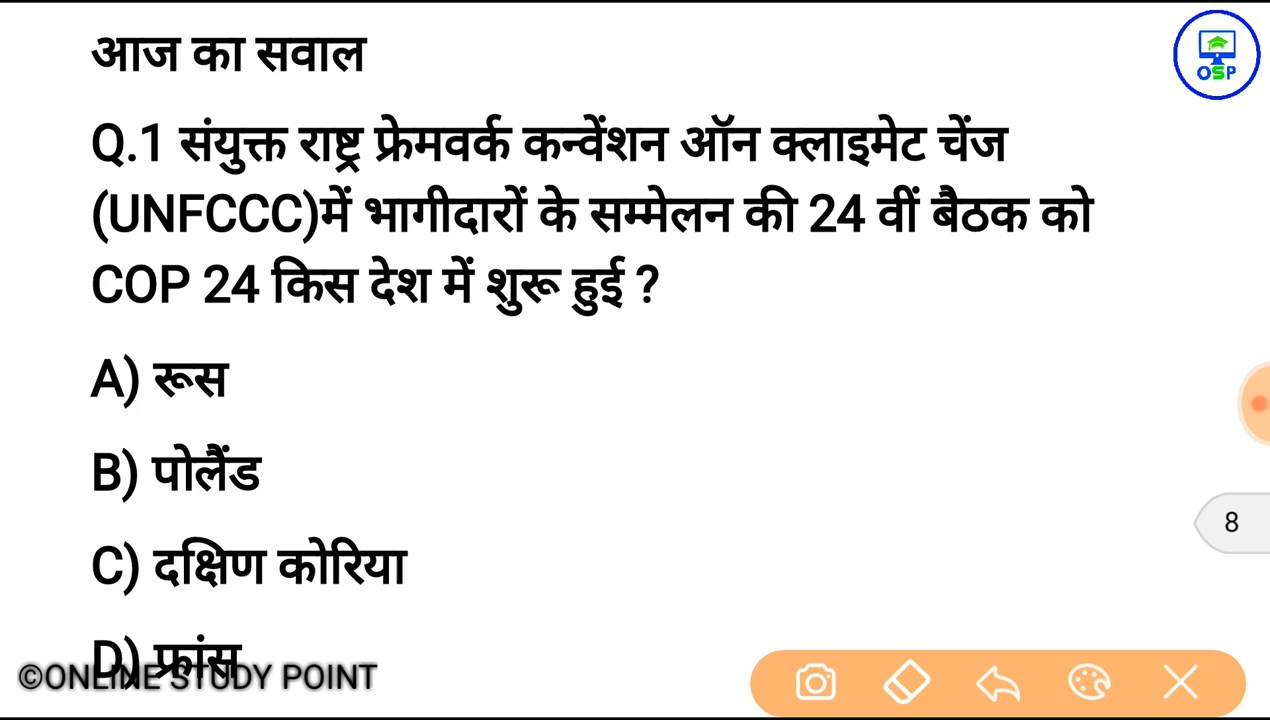 आज का सवाल
OSP
Q.1 संयुक्त राष्ट्र फ्रेमवर्क कन्वेंशन ऑन क्लाइमेट चेंज
(UNFCCC)में भागीदारों के सम्मेलन की 24 वीं बैठक को
COP 24 किस देश में शुरू हुई ?
A) रूस
B) पोलैंड
8
C) दक्षिण कोरिया
D) फ्रांस
©ONLINE STUDY POINT